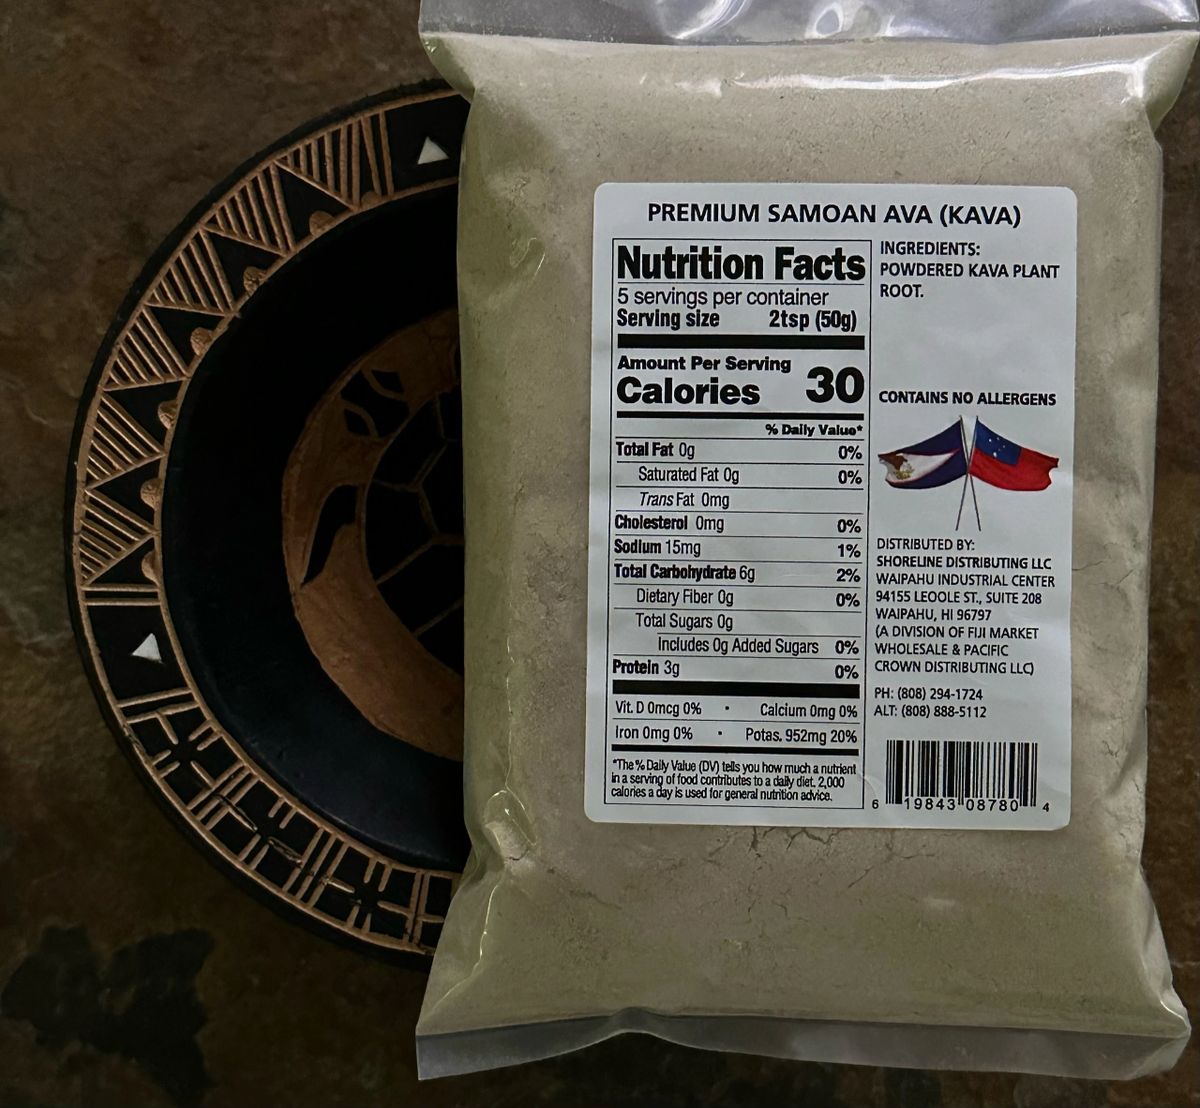 PREMIUM SAMOAN AVA (KAVA)
Nutrition Facts
5 servings per container
Serving size 2tsp (50g)
Amount Per Serving
Calories 30
% Daily Value*
Total Fat 0g 0%
Saturated Fat 0g 0%
Trans Fat 0mg
Cholesterol 0mg 0%
Sodium 15mg 1%
Total Carbohydrate 6g 2%
Dietary Fiber 0g 0%
Total Sugars 0g
Includes 0g Added Sugars 0%
Protein 3g 0%
Vit. D 0mcg 0% • Calcium 0mg 0%
Iron 0mg 0% • Potas. 952mg 20%
*The % Daily Value (DV) tells you how much a nutrient
in a serving of food contributes to a daily diet. 2,000
calories a day is used for general nutrition advice.
INGREDIENTS:
POWDERED KAVA PLANT
ROOT.
CONTAINS NO ALLERGENS
DISTRIBUTED BY:
SHORELINE DISTRIBUTING LLC
WAIPAHU INDUSTRIAL CENTER
94155 LEOOLE ST., SUITE 208
WAIPAHU, HI 96797
(A DIVISION OF FIJI MARKET
WHOLESALE & PACIFIC
CROWN DISTRIBUTING LLC)
PH: (808) 294-1724
ALT: (808) 888-5112
6 19843 08780 4